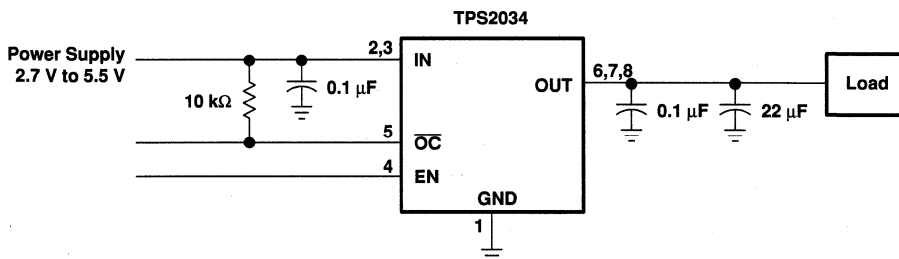 TPS2034
Power Supply
2.7 V to 5.5 V
2,3
IN
10 kΩ
0.1 µF
OUT
6,7,8
Load
0.1 µF
22 µF
5
O̅C̅
4
EN
GND
1